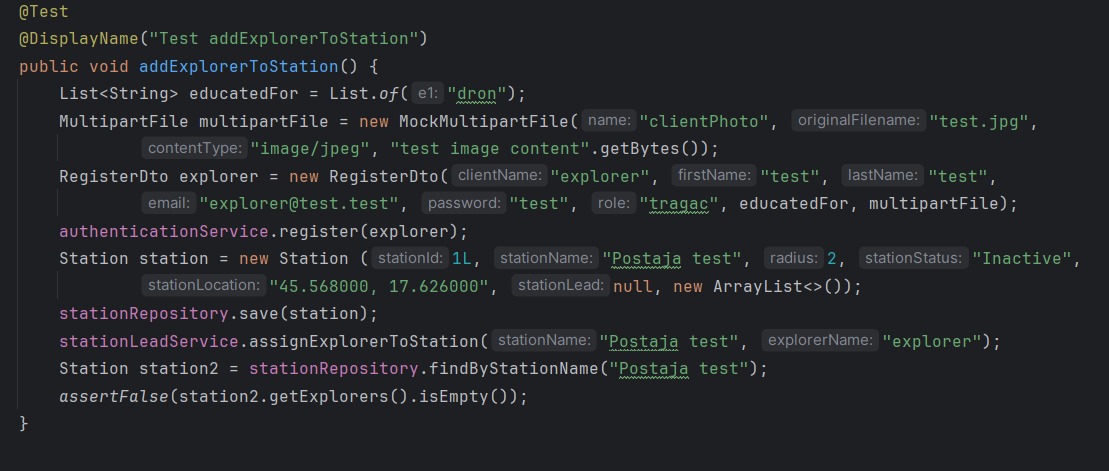 @Test
@DisplayName("Test addExplorerToStation")
public void addExplorerToStation() {
List<String> educatedFor = List.of( e1: "dron");
MultipartFile multipartFile = new MockMultipartFile( name: "clientPhoto", originalFilename: "test.jpg",
contentType: "image/jpeg", "test image content".getBytes());
RegisterDto explorer = new RegisterDto( clientName: "explorer", firstName: "test", lastName: "test",
email: "explorer@test.test", password: "test", role: "tragac", educatedFor, multipartFile);
authenticationService.register(explorer);
Station station = new Station ( stationId: 1L, stationName: "Postaja test", radius: 2, stationStatus: "Inactive",
stationLocation: "45.568000, 17.626000", stationLead: null, new ArrayList<>());
stationRepository.save(station);
stationLeadService.assignExplorerToStation( stationName: "Postaja test", explorerName: "explorer");
Station station2 = stationRepository.findByStationName("Postaja test");
assertFalse(station2.getExplorers().isEmpty());
}